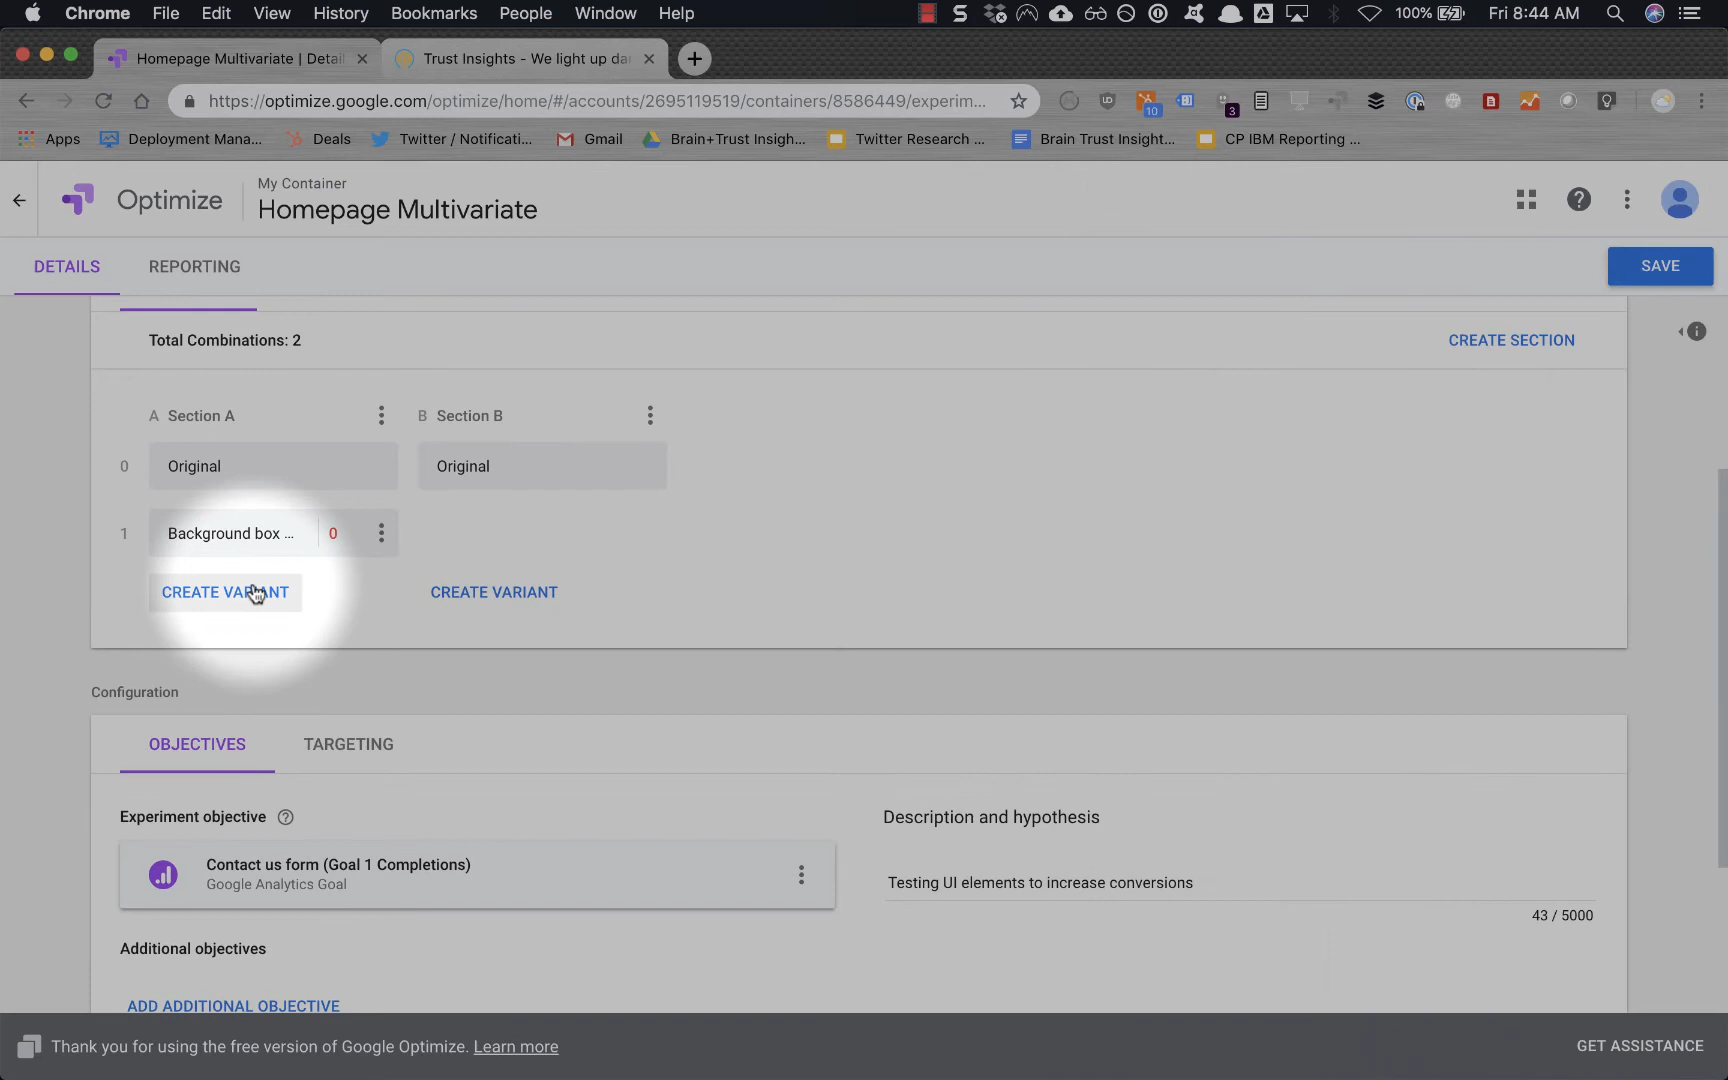 Chrome File Edit View History Bookmarks People Window Help 100% Fri 8:44 AM
Homepage Multivariate | Detai
Trust Insights - We light up da
https://optimize.google.com/optimize/home/#/accounts/2695119519/containers/8586449/experim...
10
3
Apps Deployment Mana... Deals Twitter / Notificati... Gmail Brain+Trust Insigh... Twitter Research ... Brain Trust Insight... CP IBM Reporting ...
Optimize
My Container
Homepage Multivariate
DETAILS REPORTING SAVE
Total Combinations: 2 CREATE SECTION
A Section A B Section B
0 Original Original
1 Background box ... 0
CREATE VARIANT CREATE VARIANT
Configuration
OBJECTIVES TARGETING
Experiment objective
Contact us form (Goal 1 Completions)
Google Analytics Goal
Additional objectives
ADD ADDITIONAL OBJECTIVE
Description and hypothesis
Testing UI elements to increase conversions
43 / 5000
Thank you for using the free version of Google Optimize. Learn more GET ASSISTANCE